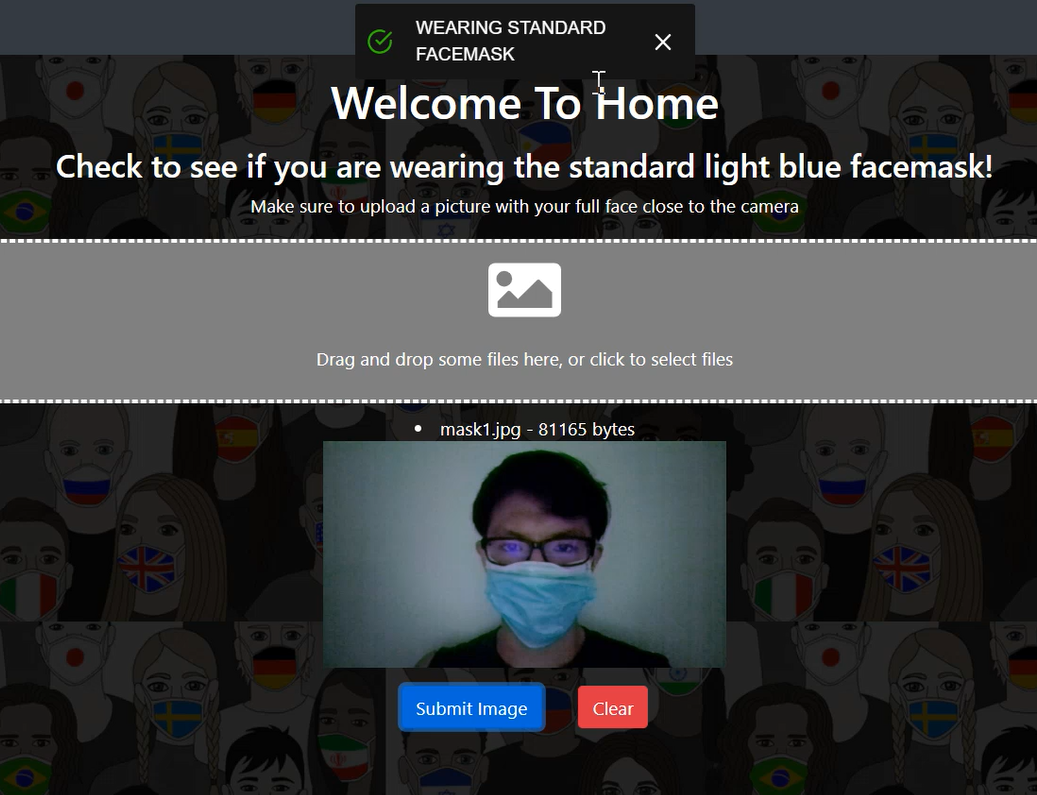 WEARING STANDARD
FACEMASK
Welcome To Home
Check to see if you are wearing the standard light blue facemask!
Make sure to upload a picture with your full face close to the camera
Drag and drop some files here, or click to select files
mask1.jpg - 81165 bytes
Submit Image
Clear